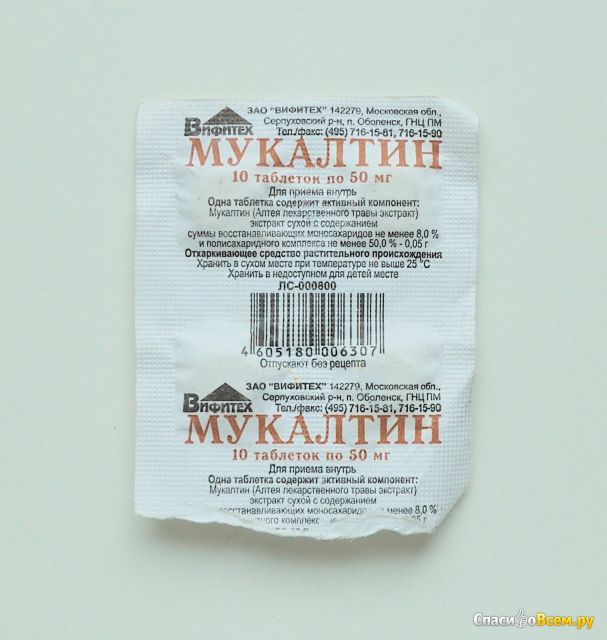 ЗАО "ВИФИТЕХ" 142279, Московская обл.,
Серпуховский р-н, п. Оболенск, ГНЦ ПМ
Вифитех Тел./факс: (495) 716-15-81, 716-15-90
МУКАЛТИН
10 таблеток по 50 мг
Для приема внутрь
Одна таблетка содержит активный компонент:
Мукалтин (Алтея лекарственного травы экстракт)
экстракт сухой с содержанием
суммы восстанавливающих моносахаридов не менее 8,0 %
и полисахаридного комплекса не менее 50,0% - 0,05 г
Отхаркивающее средство растительного происхождения
Хранить в сухом месте при температуре не выше 25 °С
Хранить в недоступном для детей месте
ЛС-000800
4 605180 006307
Отпускают без рецепта
ЗАО "ВИФИТЕХ" 142279, Московская обл.,
Серпуховский р-н, п. Оболенск, ГНЦ ПМ
Вифитех Тел./факс: (495) 716-15-81, 716-15-90
МУКАЛТИН
10 таблеток по 50 мг
Для приема внутрь
Одна таблетка содержит активный компонент:
Мукалтин (Алтея лекарственного травы экстракт)
экстракт сухой с содержанием
восстанавливающих моносахаридов не менее 8,0 %
комплекс
СпасибоВсем.ру